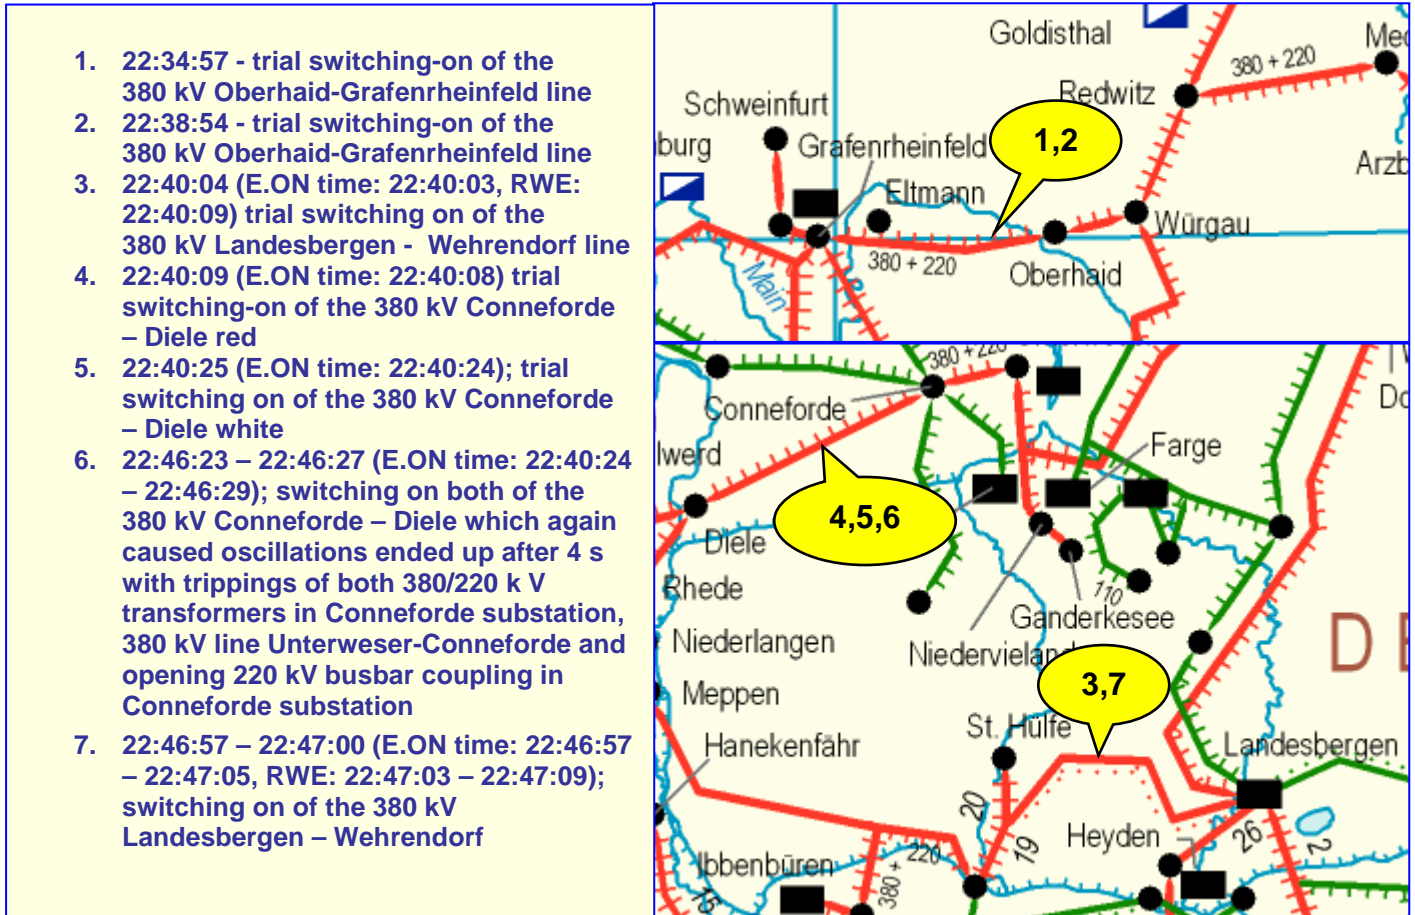 1. 22:34:57 - trial switching-on of the
380 kV Oberhaid-Grafenrheinfeld line
2. 22:38:54 - trial switching-on of the
380 kV Oberhaid-Grafenrheinfeld line
3. 22:40:04 (E.ON time: 22:40:03, RWE:
22:40:09) trial switching on of the
380 kV Landesbergen - Wehrendorf line
4. 22:40:09 (E.ON time: 22:40:08) trial
switching-on of the 380 kV Conneforde
– Diele red
5. 22:40:25 (E.ON time: 22:40:24); trial
switching on of the 380 kV Conneforde
– Diele white
6. 22:46:23 – 22:46:27 (E.ON time: 22:40:24
– 22:46:29); switching on both of the
380 kV Conneforde – Diele which again
caused oscillations ended up after 4 s
with trippings of both 380/220 k V
transformers in Conneforde substation,
380 kV line Unterweser-Conneforde and
opening 220 kV busbar coupling in
Conneforde substation
7. 22:46:57 – 22:47:00 (E.ON time: 22:46:57
– 22:47:05, RWE: 22:47:03 – 22:47:09);
switching on of the 380 kV
Landesbergen – Wehrendorf
Goldisthal
Mec
380 + 220
Redwitz
Schweinfurt
burg
Grafenrheinfeld
1,2
Arzb
Eltmann
Würgau
380 + 220
Oberhaid
Main
380 + 220
Conneforde
Do
lwerd
Farge
4,5,6
Diele
Rhede
110
Ganderkesee
Niederlangen
Niedervieland
D E
3,7
Meppen
St. Hülfe
Hanekenfähr
Landesbergen
20
19
Heyden
26
2
Ibbenbüren
380 + 220
15